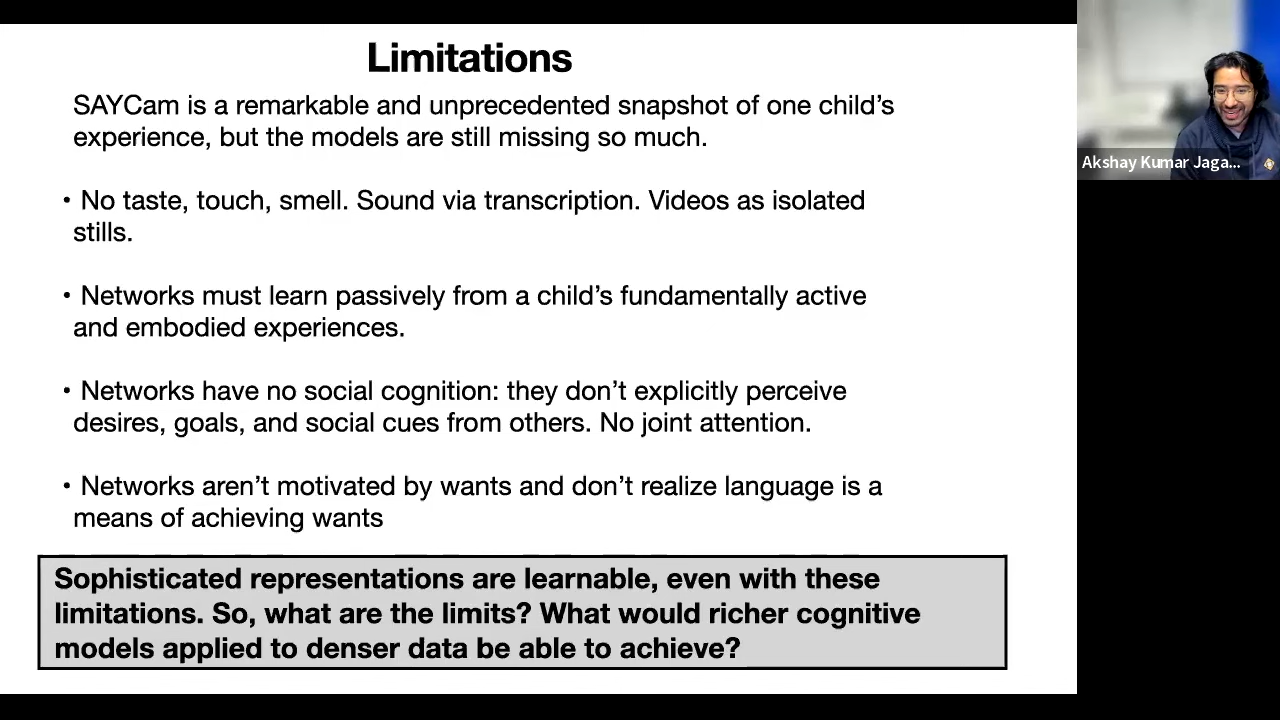 Limitations
SAYCam is a remarkable and unprecedented snapshot of one child's
experience, but the models are still missing so much.
• No taste, touch, smell. Sound via transcription. Videos as isolated
stills.
• Networks must learn passively from a child's fundamentally active
and embodied experiences.
• Networks have no social cognition: they don't explicitly perceive
desires, goals, and social cues from others. No joint attention.
• Networks aren't motivated by wants and don't realize language is a
means of achieving wants
Sophisticated representations are learnable, even with these
limitations. So, what are the limits? What would richer cognitive
models applied to denser data be able to achieve?
Akshay Kumar Jaga...